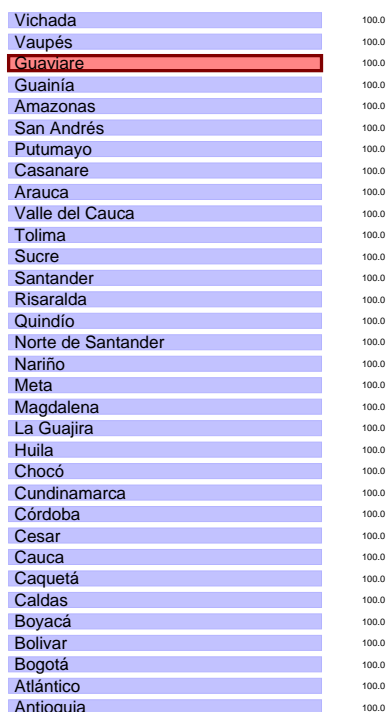 Vichada 100.0
Vaupés 100.0
Guaviare 100.0
Guainía 100.0
Amazonas 100.0
San Andrés 100.0
Putumayo 100.0
Casanare 100.0
Arauca 100.0
Valle del Cauca 100.0
Tolima 100.0
Sucre 100.0
Santander 100.0
Risaralda 100.0
Quindío 100.0
Norte de Santander 100.0
Nariño 100.0
Meta 100.0
Magdalena 100.0
La Guajira 100.0
Huila 100.0
Chocó 100.0
Cundinamarca 100.0
Córdoba 100.0
Cesar 100.0
Cauca 100.0
Caquetá 100.0
Caldas 100.0
Boyacá 100.0
Bolivar 100.0
Bogotá 100.0
Atlántico 100.0
Antioquia 100.0